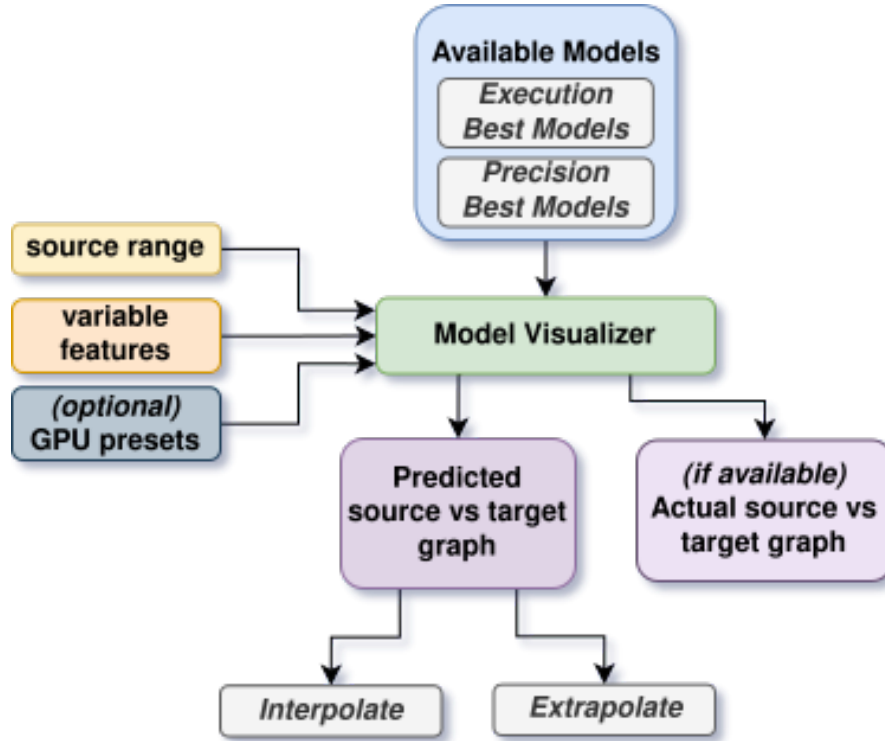 Available Models
Execution
Best Models
Precision
Best Models
source range
variable
features
(optional)
GPU presets
Model Visualizer
Predicted
source vs target
graph
(if available)
Actual source vs
target graph
Interpolate
Extrapolate